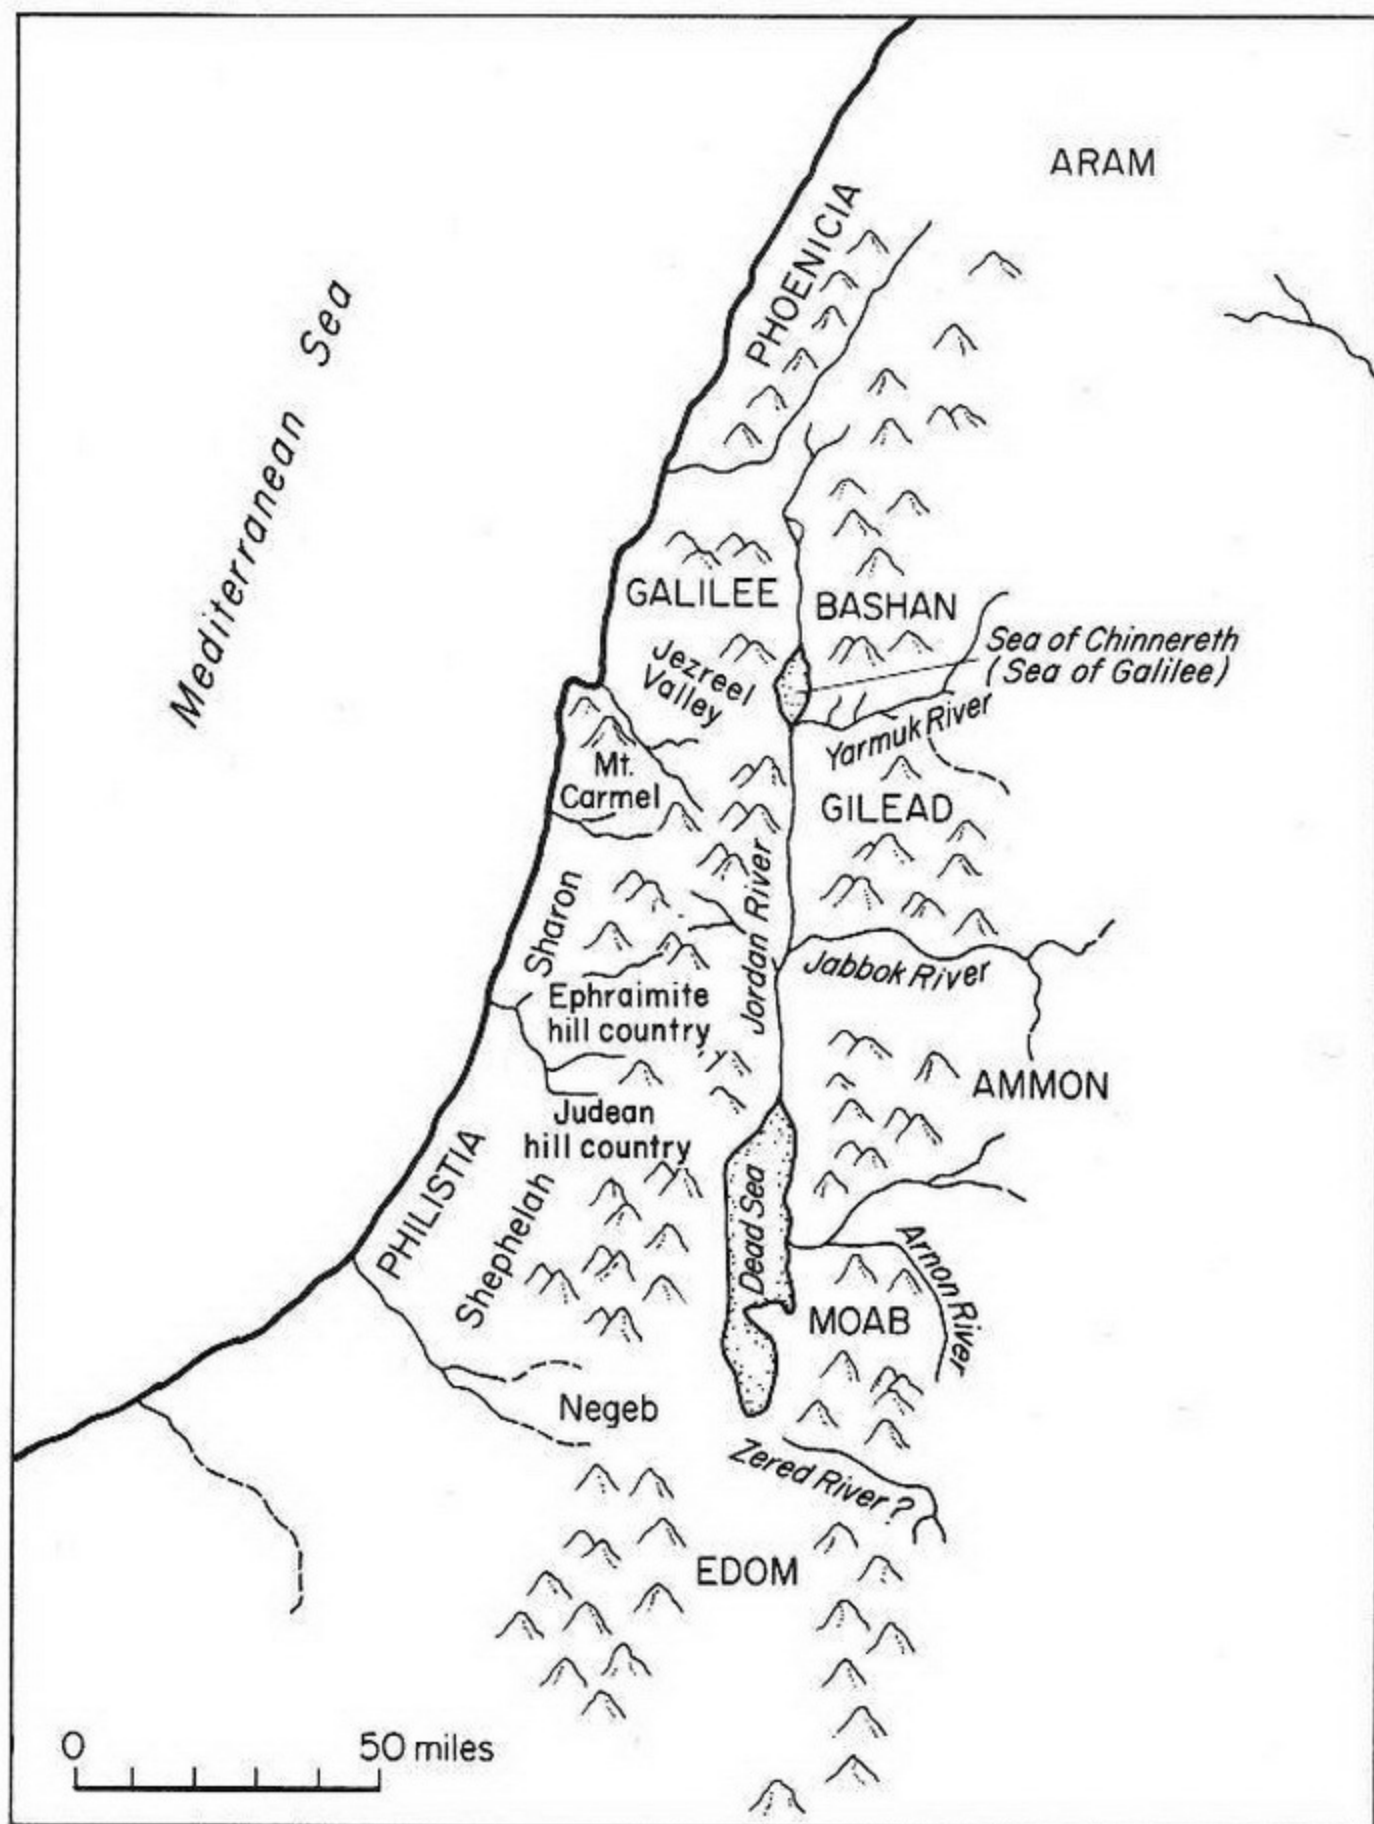 ARAM
PHOENICIA
Mediterranean Sea
GALILEE
BASHAN
Sea of Chinnereth
(Sea of Galilee)
Jezreel
Valley
Yarmuk River
Mt.
Carmel
GILEAD
Jordan River
Sharon
Jabbok River
Ephraimite
hill country
AMMON
Judean
hill country
PHILISTIA
Shephelah
Dead Sea
Arnon River
MOAB
Negeb
Zered River?
EDOM
0
50 miles